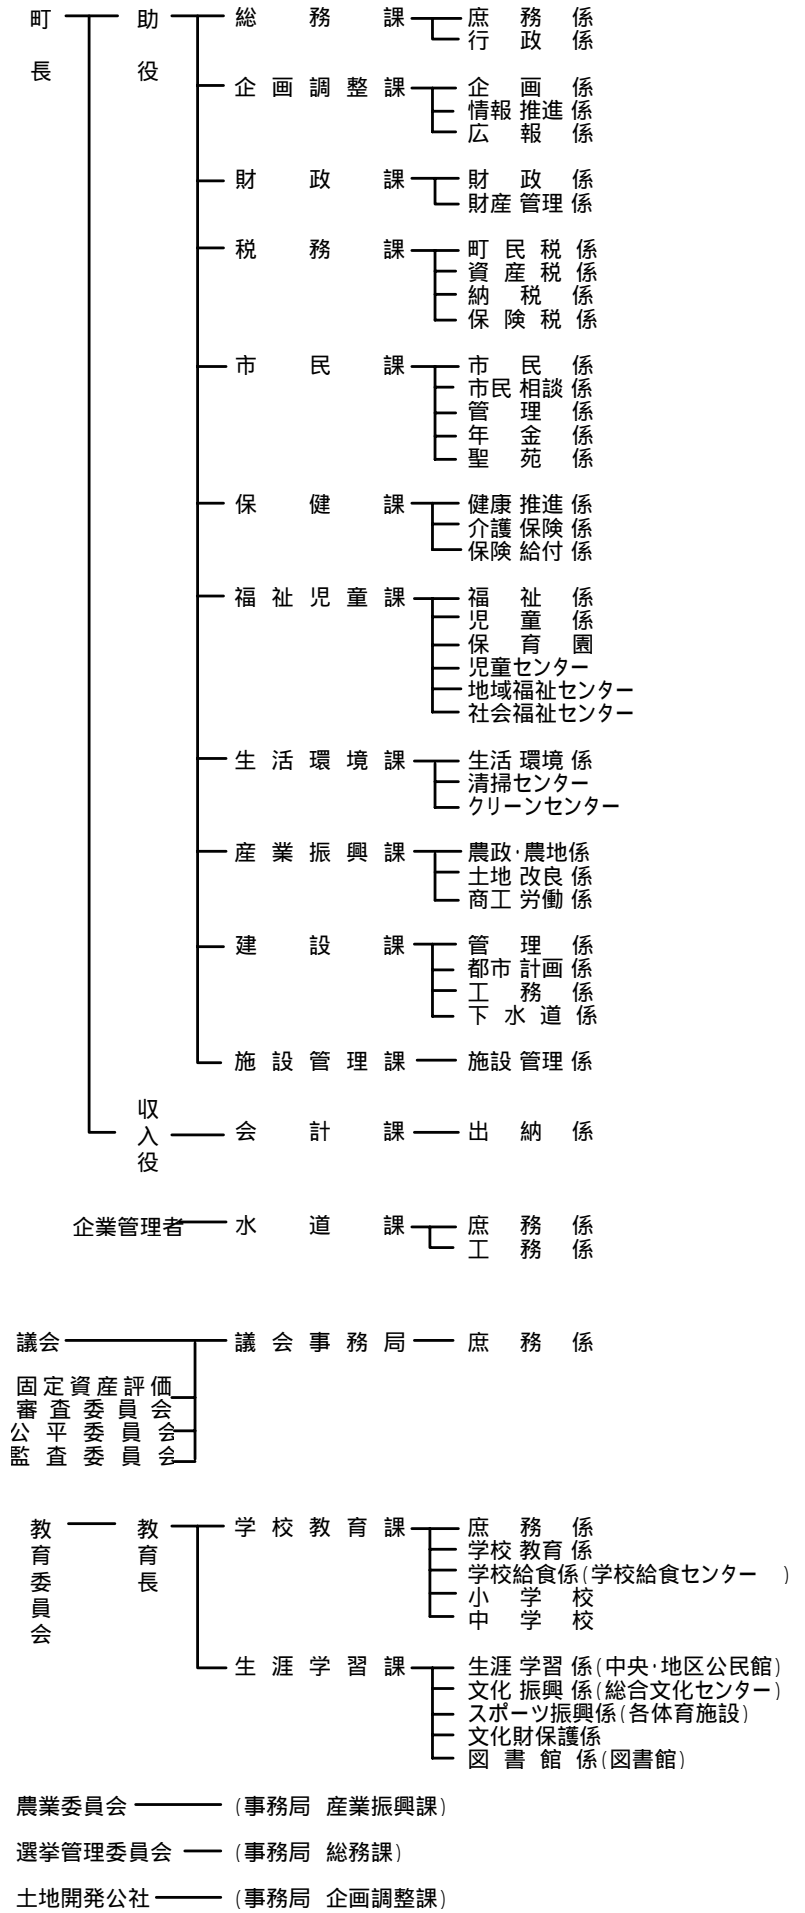 町長 助役 総務課 庶務係
行政係
企画調整課 企画係
情報推進係
広報係
財政課 財政係
財産管理係
税務課 町民税係
資産税係
納税係
保険税係
市民課 市民係
市民相談係
管理係
年金係
聖苑係
保健課 健康推進係
介護保険係
保険給付係
福祉児童課 福祉係
児童係
保育園
児童センター
地域福祉センター
社会福祉センター
生活環境課 生活環境係
清掃センター
クリーンセンター
産業振興課 農政・農地係
土地改良係
商工労働係
建設課 管理係
都市計画係
工務係
下水道係
施設管理課 施設管理係
収入役 会計課 出納係
企業管理者 水道課 庶務係
工務係
議会 議会事務局 庶務係
固定資産評価
審査委員会
公平委員会
監査委員会
教育委員会 教育長 学校教育課 庶務係
学校教育係
学校給食係(学校給食センター )
小学校
中学校
生涯学習課 生涯学習係(中央・地区公民館)
文化振興係(総合文化センター)
スポーツ振興係(各体育施設)
文化財保護係
図書館係(図書館)
農業委員会 (事務局 産業振興課)
選挙管理委員会 (事務局 総務課)
土地開発公社 (事務局 企画調整課)